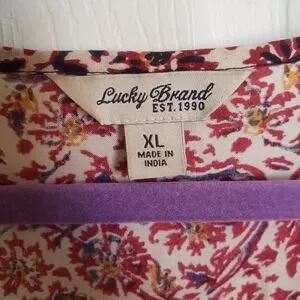 Lucky Brand
EST. 1990
XL
MADE IN
INDIA